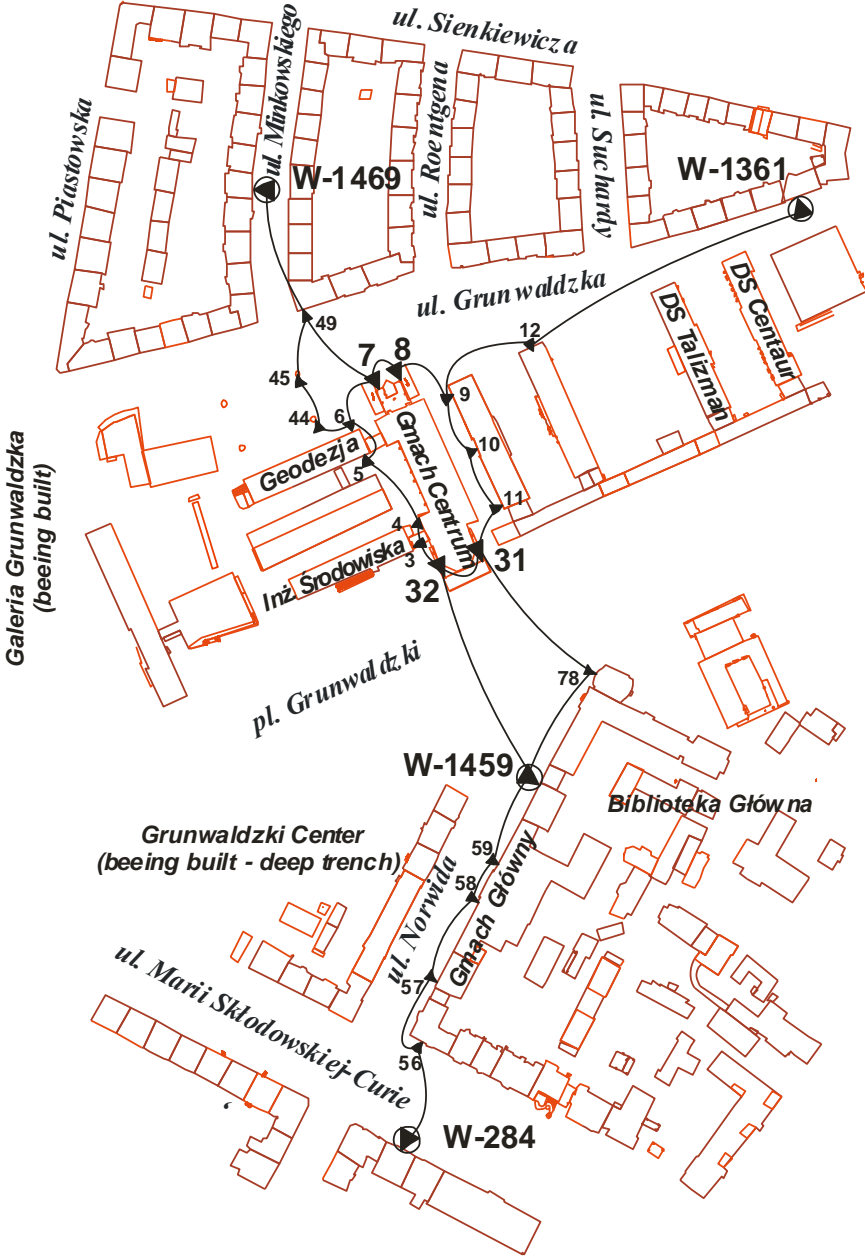 ul. Sienkiewicza
ul. Minkowskiego
ul. Roentgena
ul. Piastowska
ul. Suchardy
W-1469
W-1361
ul. Grunwaldzka
DS Centaur
DS Talizman
49
12
7
8
45
9
44
6
10
Geodezja
5
Gmach Centrum
11
4
3
31
Inż. Środowiska
32
Galeria Grunwaldzka
(beeing built)
78
pl. Grunwaldzki
W-1459
Biblioteka Główna
Grunwaldzki Center
(beeing built - deep trench)
59
58
ul. Norwida
Gmach Główny
57
ul. Marii Skłodowskiej-Curie
56
W-284